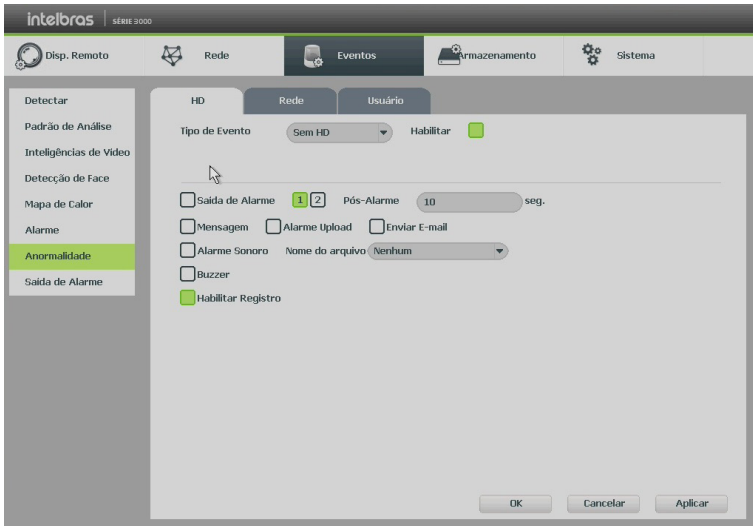 intelbras SÉRIE 3000
Disp. Remoto Rede Eventos Armazenamento Sistema
Detectar
Padrão de Análise
Inteligências de Video
Detecção de Face
Mapa de Calor
Alarme
Anormalidade
Saída de Alarme
HD Rede Usuário
Tipo de Evento Sem HD Habilitar
Saída de Alarme 1 2 Pós-Alarme 10 seg.
Mensagem Alarme Upload Enviar E-mail
Alarme Sonoro Nome do arquivo Nenhum
Buzzer
Habilitar Registro
OK Cancelar Aplicar